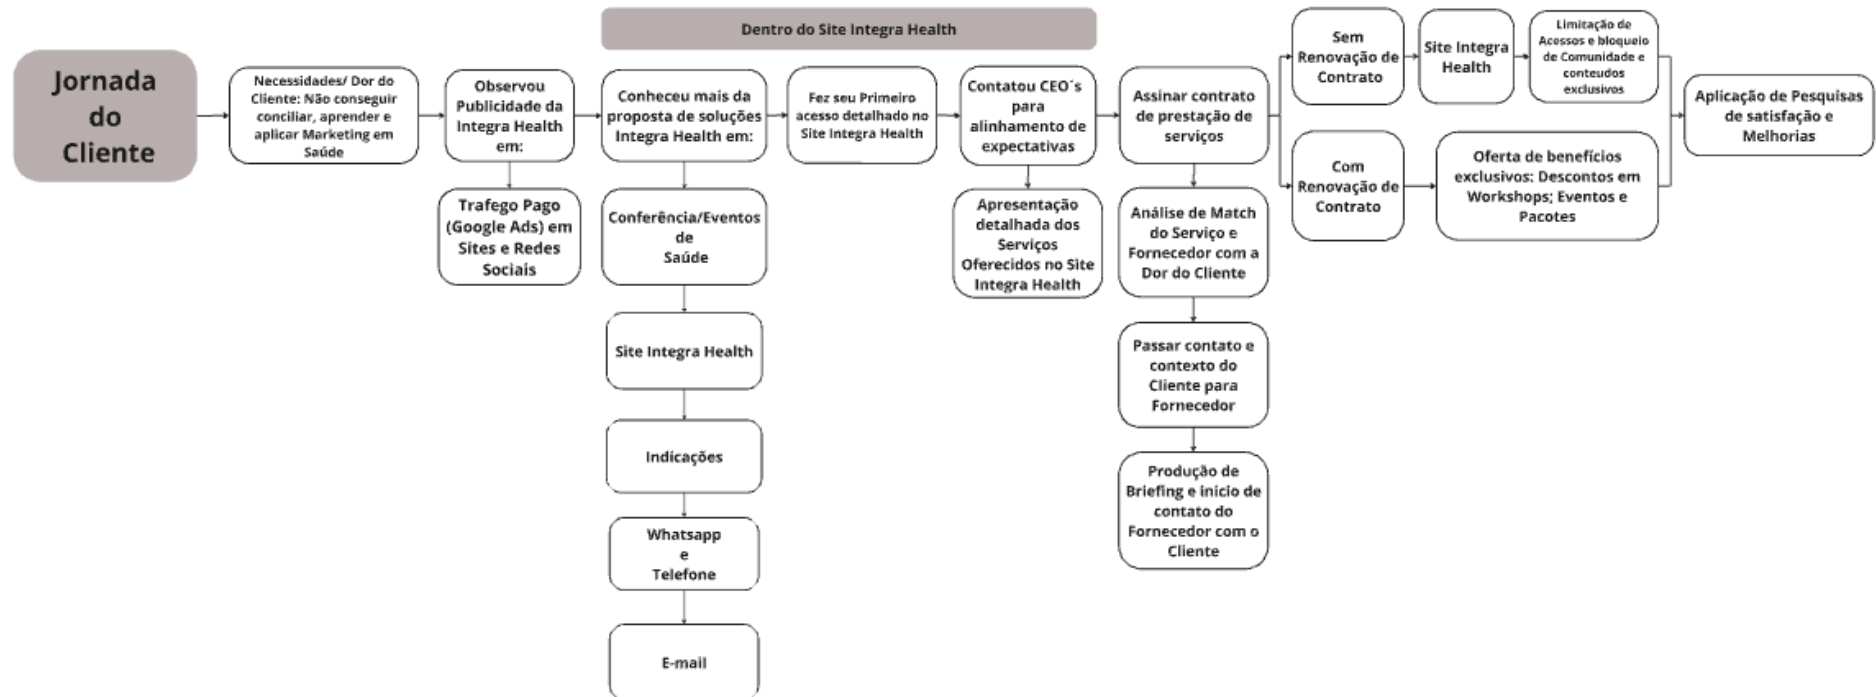 Jornada
do
Cliente
Necessidades/ Dor do
Cliente: Não conseguir
conciliar, aprender e
aplicar Marketing em
Saúde
Observou
Publicidade da
Integra Health
em:
Trafego Pago
(Google Ads) em
Sites e Redes
Sociais
Dentro do Site Integra Health
Conheceu mais da
proposta de soluções
Integra Health em:
Conferência/Eventos
de
Saúde
Site Integra Health
Indicações
Whatsapp
e
Telefone
E-mail
Fez seu Primeiro
acesso detalhado no
Site Integra Health
Contatou CEO´s
para
alinhamento de
expectativas
Apresentação
detalhada dos
Serviços
Oferecidos no Site
Integra Health
Assinar contrato
de prestação de
serviços
Análise de Match
do Serviço e
Fornecedor com a
Dor do Cliente
Passar contato e
contexto do
Cliente para
Fornecedor
Produção de
Briefing e inicio de
contato do
Fornecedor com o
Cliente
Sem
Renovação de
Contrato
Site Integra
Health
Limitação de
Acessos e bloqueio
de Comunidade e
conteudos
exclusivos
Com
Renovação de
Contrato
Oferta de benefícios
exclusivos: Descontos em
Workshops; Eventos e
Pacotes
Aplicação de Pesquisas
de satisfação e
Melhorias